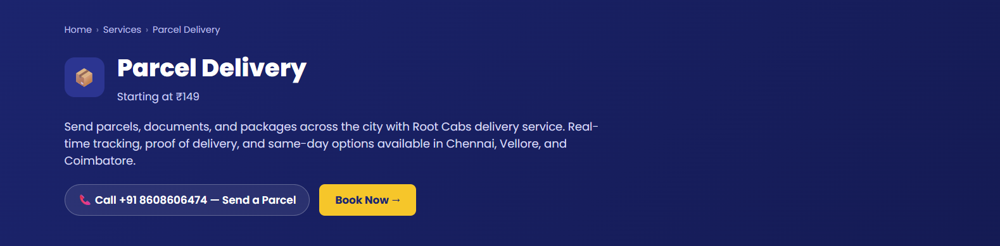 Home › Services › Parcel Delivery
Parcel Delivery
Starting at ₹149
Send parcels, documents, and packages across the city with Root Cabs delivery service. Real-
time tracking, proof of delivery, and same-day options available in Chennai, Vellore, and
Coimbatore.
Call +91 8608606474 — Send a Parcel
Book Now →